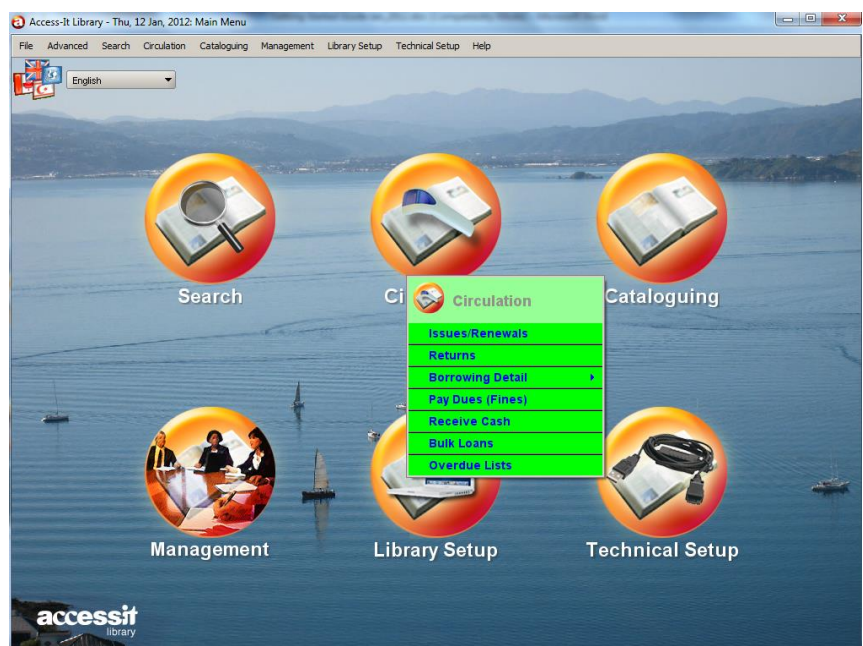 Access-It Library - Thu, 12 Jan, 2012: Main Menu
File Advanced Search Circulation Cataloguing Management Library Setup Technical Setup Help
English
Search
Ci
Cataloguing
Circulation
Issues/Renewals
Returns
Borrowing Detail
Pay Dues (Fines)
Receive Cash
Bulk Loans
Overdue Lists
Management
Library Setup
Technical Setup
accessit
library